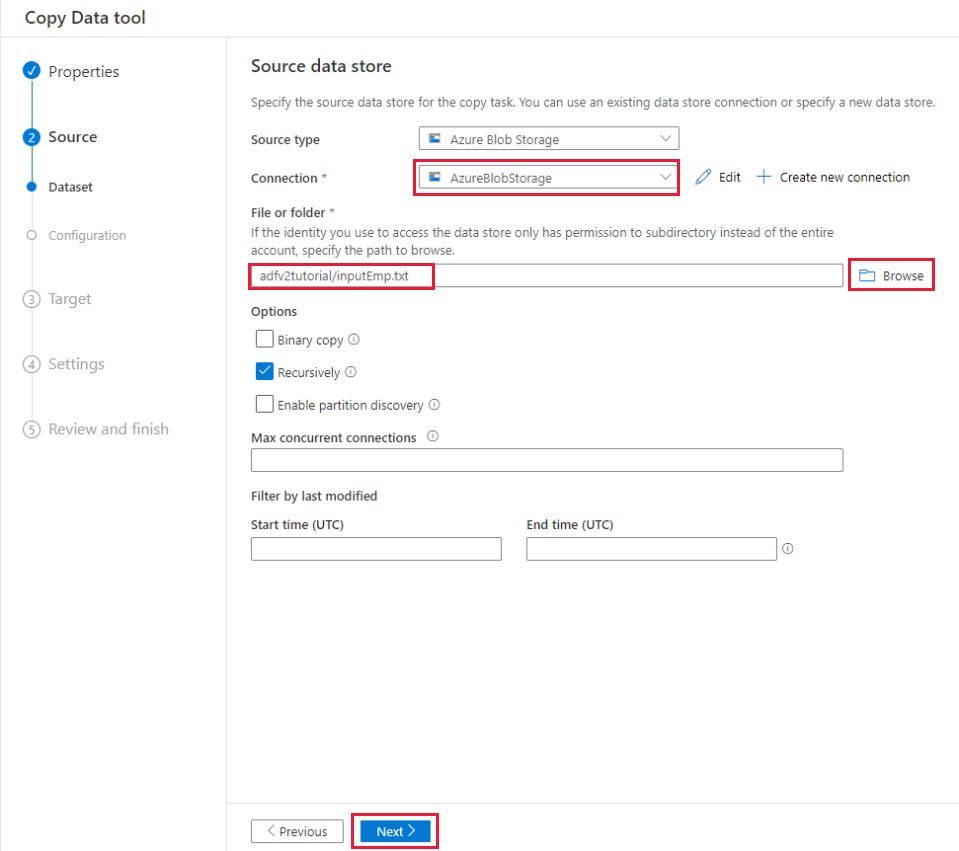 Copy Data tool
Properties
2 Source
Dataset
Configuration
3 Target
4 Settings
5 Review and finish
Source data store
Specify the source data store for the copy task. You can use an existing data store connection or specify a new data store.
Source type Azure Blob Storage
Connection * AzureBlobStorage Edit Create new connection
File or folder *
If the identity you use to access the data store only has permission to subdirectory instead of the entire
account, specify the path to browse.
adfv2tutorial/inputEmp.txt Browse
Options
Binary copy
Recursively
Enable partition discovery
Max concurrent connections
Filter by last modified
Start time (UTC) End time (UTC)
Previous Next